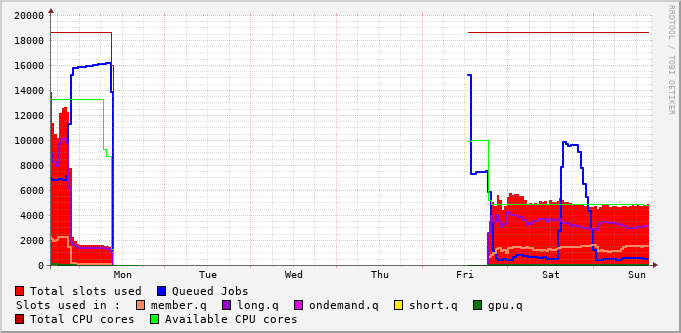 RRDTOOL / TOBI OETIKER
20000
18000
16000
14000
12000
10000
8000
6000
4000
2000
0
Mon Tue Wed Thu Fri Sat Sun
Total slots used Queued Jobs
Slots used in : member.q long.q ondemand.q short.q gpu.q
Total CPU cores Available CPU cores